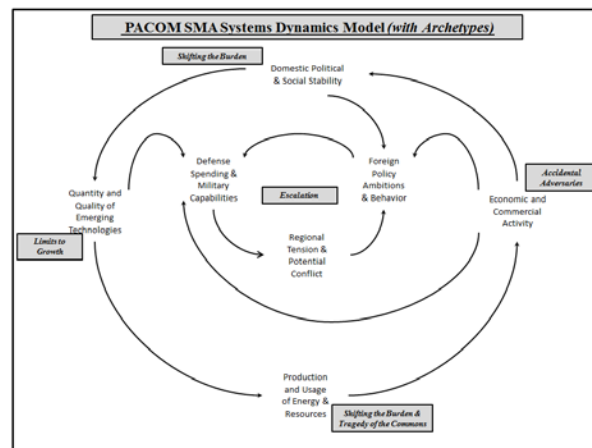 PACOM SMA Systems Dynamics Model (with Archetypes)
Shifting the Burden
Domestic Political
& Social Stability
Defense
Spending &
Military
Capabilities
Foreign
Policy
Ambitions
& Behavior
Accidental
Adversaries
Quantity and
Quality of
Emerging
Technologies
Escalation
Economic and
Commercial
Activity
Limits to
Growth
Regional
Tension &
Potential
Conflict
Production
and Usage
of Energy &
Resources
Shifting the Burden &
Tragedy of the Commons